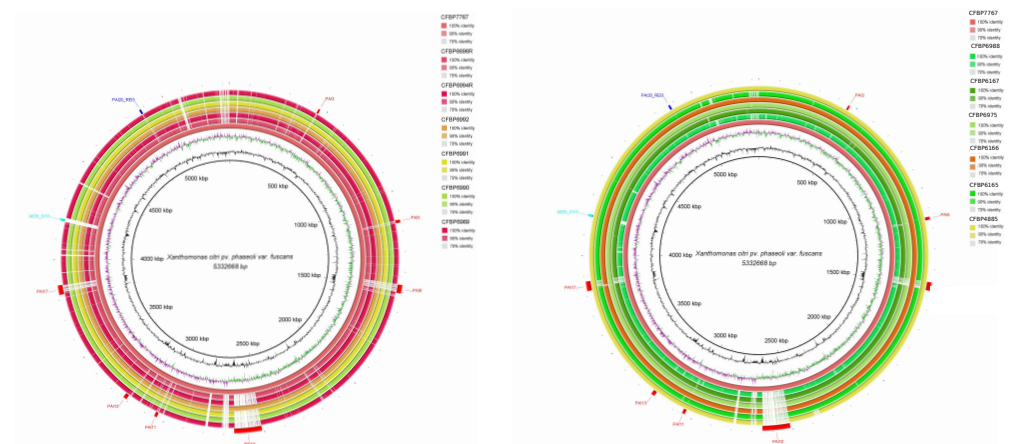 CFBP7767
100% identity
90% identity
70% identity
CFBP6988R
100% identity
90% identity
70% identity
CFBP6994R
100% identity
90% identity
70% identity
CFBP6992
100% identity
90% identity
70% identity
CFBP6991
100% identity
90% identity
70% identity
CFBP6990
100% identity
90% identity
70% identity
CFBP6989
100% identity
90% identity
70% identity
PAI11
PAI10
5000 kbp
500 kbp
4500 kbp
1000 kbp
4000 kbp
Xanthomonas citri pv. phaseoli var. fuscans
5332668 bp
1500 kbp
3500 kbp
2000 kbp
3000 kbp
2500 kbp
CFBP7767
100% identity
90% identity
70% identity
CFBP6988
100% identity
90% identity
70% identity
CFBP6167
100% identity
90% identity
70% identity
CFBP6975
100% identity
90% identity
70% identity
CFBP6166
100% identity
90% identity
70% identity
CFBP6165
100% identity
90% identity
70% identity
CFBP4885
100% identity
90% identity
70% identity
5000 kbp
500 kbp
4500 kbp
1000 kbp
4000 kbp
Xanthomonas citri pv. phaseoli var. fuscans
5332668 bp
1500 kbp
3500 kbp
2000 kbp
3000 kbp
2500 kbp
PAI11
PAI10